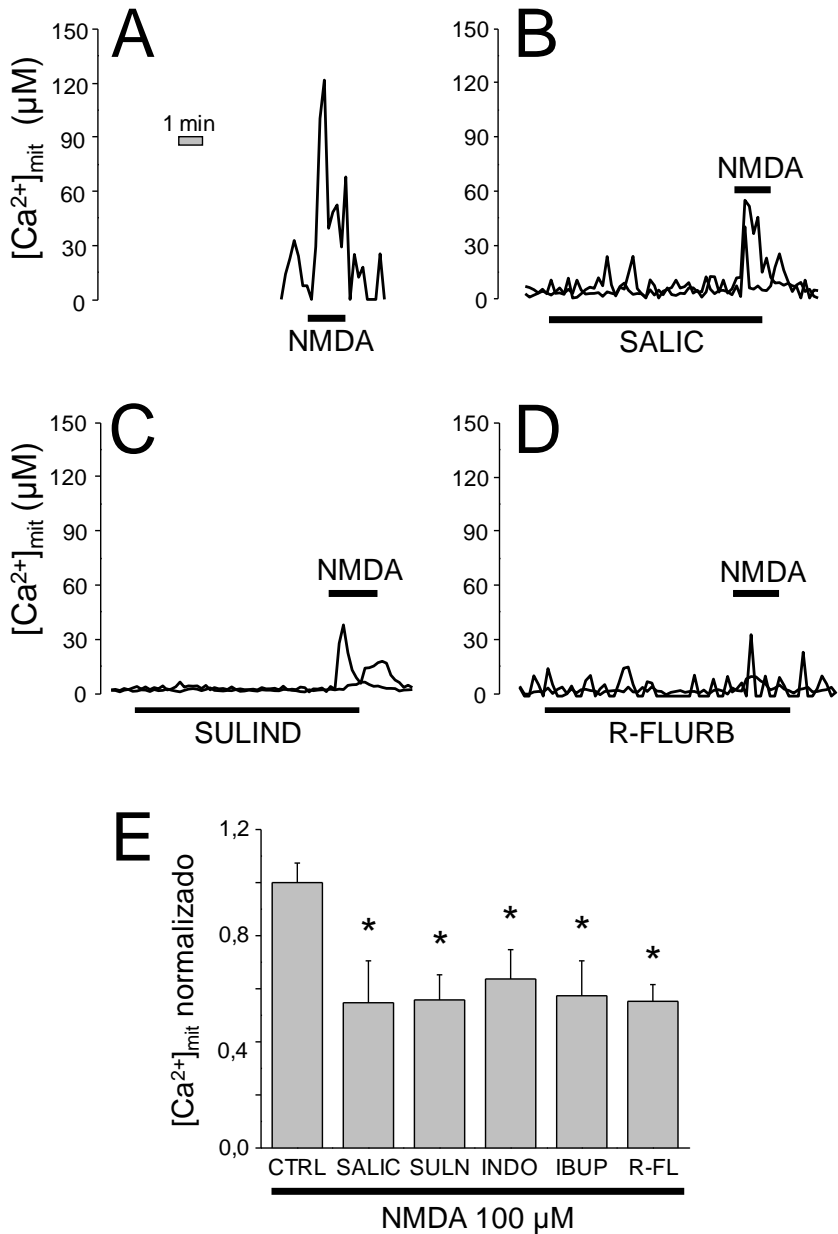 A
[Ca²⁺]mit (µM)
150
120
90
60
30
0
1 min
NMDA
B
150
120
90
60
30
0
NMDA
SALIC
C
[Ca²⁺]mit (µM)
150
120
90
60
30
0
NMDA
SULIND
D
150
120
90
60
30
0
NMDA
R-FLURB
E
[Ca²⁺]mit normalizado
1,2
0,8
0,4
0,0
* * * * *
CTRL SALIC SULN INDO IBUP R-FL
NMDA 100 µM